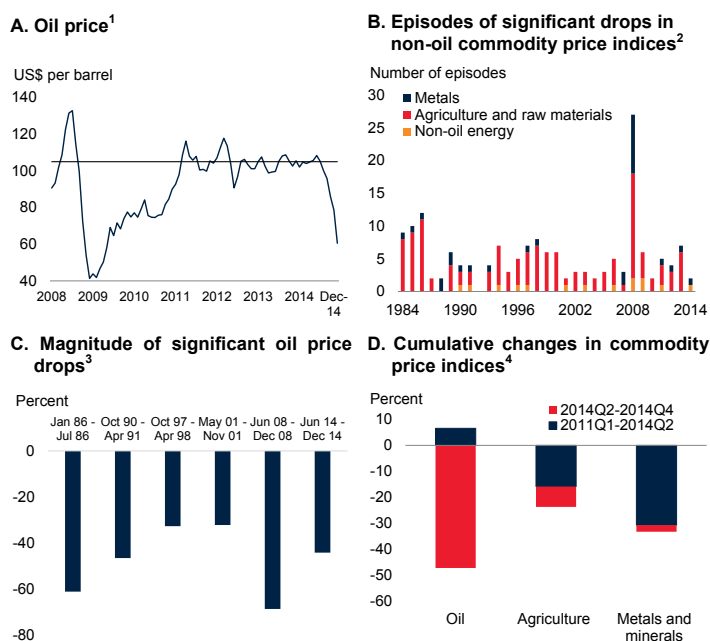 A. Oil price1
US$ per barrel
140
120
100
80
60
40
2008 2009 2010 2011 2012 2013 2014 Dec-
14
B. Episodes of significant drops in
non-oil commodity price indices2
Number of episodes
30
25
20
15
10
5
0
Metals
Agriculture and raw materials
Non-oil energy
1984 1990 1996 2002 2008 2014
C. Magnitude of significant oil price
drops3
Percent
Jan 86 - Oct 90 - Oct 97 - May 01 - Jun 08 - Jun 14 -
Jul 86 Apr 91 Apr 98 Nov 01 Dec 08 Dec 14
0
-20
-40
-60
-80
D. Cumulative changes in commodity
price indices4
Percent
2014Q2-2014Q4
2011Q1-2014Q2
10
0
-10
-20
-30
-40
-50
-60
Oil Agriculture Metals and
minerals